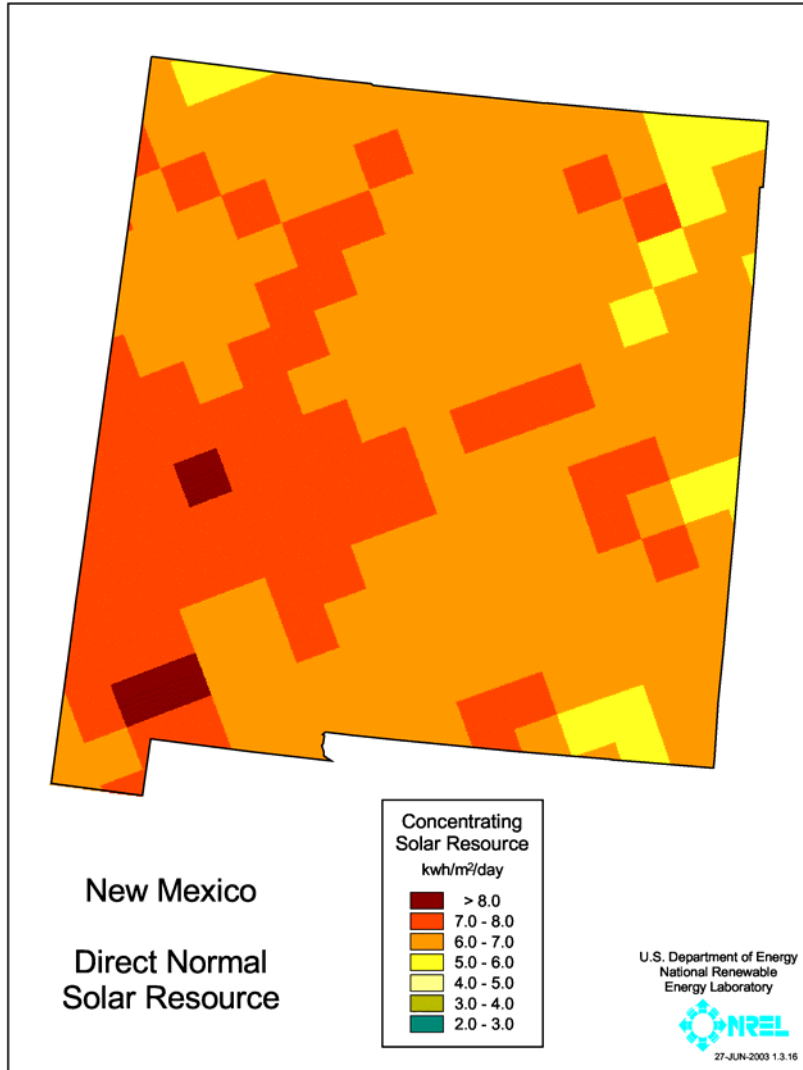 New Mexico
Direct Normal
Solar Resource
Concentrating
Solar Resource
kwh/m²/day
> 8.0
7.0 - 8.0
6.0 - 7.0
5.0 - 6.0
4.0 - 5.0
3.0 - 4.0
2.0 - 3.0
U.S. Department of Energy
National Renewable
Energy Laboratory
NREL
27-JUN-2003 1.3.16